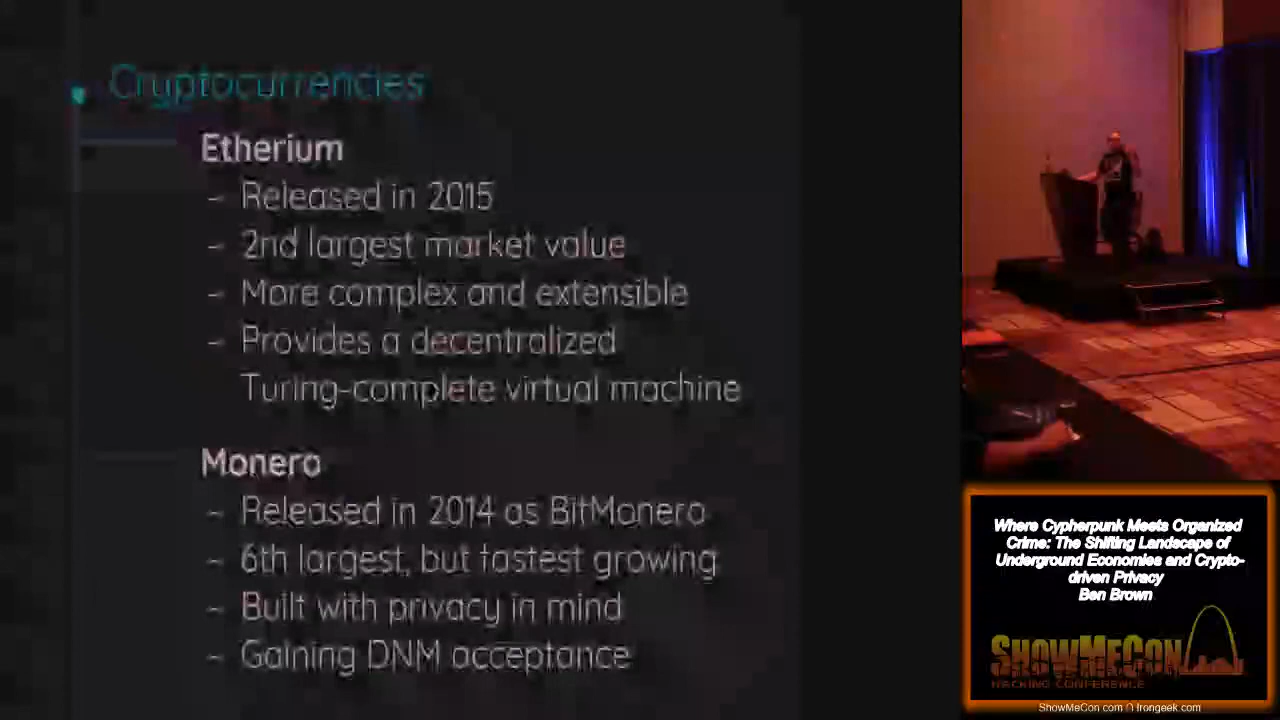 Cryptocurrencies
Etherium
- Released in 2015
- 2nd largest market value
- More complex and extensible
- Provides a decentralized
Turing-complete virtual machine
Monero
- Released in 2014 as BitMonero
- 6th largest, but fastest growing
- Built with privacy in mind
- Gaining DNM acceptance
Where Cypherpunk Meets Organized
Crime: The Shifting Landscape of
Underground Economies and Crypto-
driven Privacy
Ben Brown
SHOWMECON
HACKING CONFERENCE
ShowMeCon.com Irongeek.com